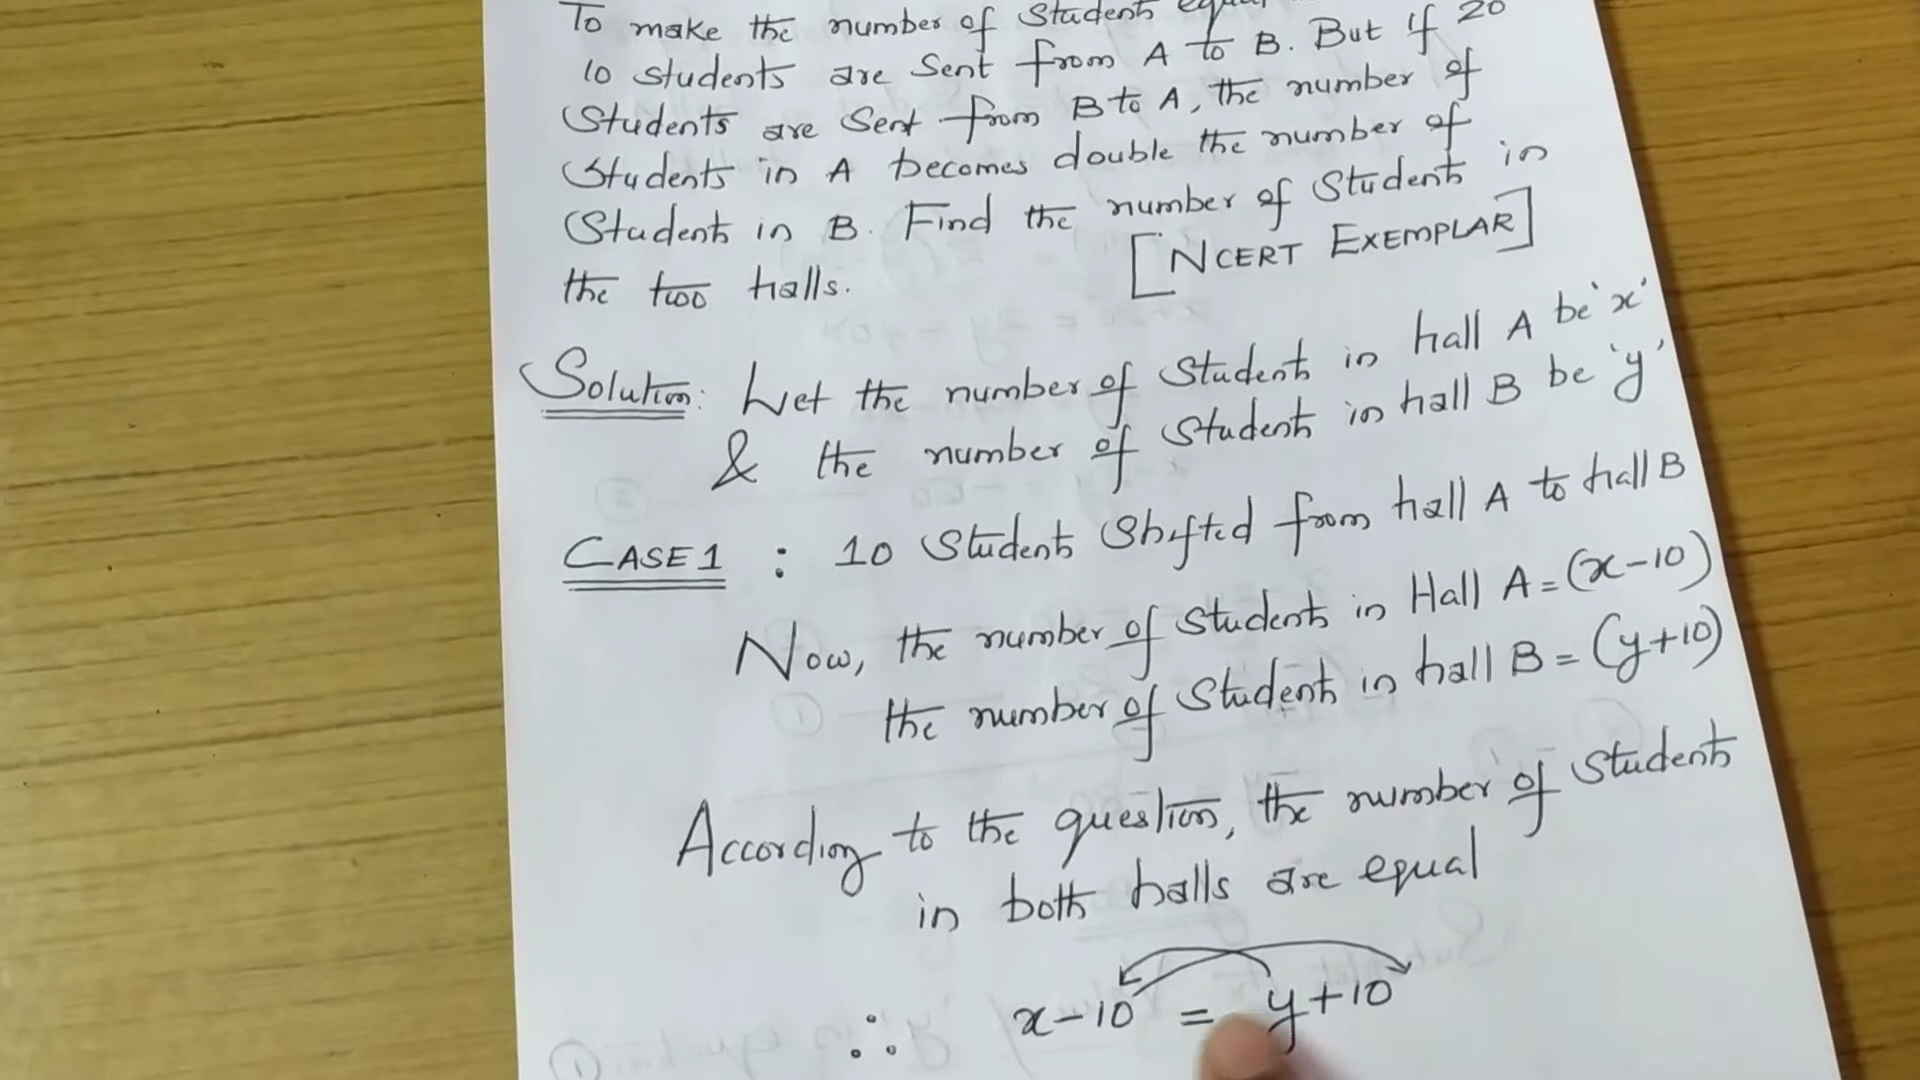 To make the number of Students equal
10 students are Sent from A to B. But if 20
Students are Sent from B to A, the number of
Students in A becomes double the number of
Students in B. Find the number of Students in
the two halls. [NCERT EXEMPLAR]
Solution: Let the number of Students in hall A be 'x'
& the number of Students in hall B be 'y'
CASE 1 : 10 Students Shifted from hall A to hall B
Now, the number of Students in Hall A = (x-10)
the number of Students in hall B = (y+10)
According to the question, the number of Students
in both halls are equal
∴ x-10 = y+10